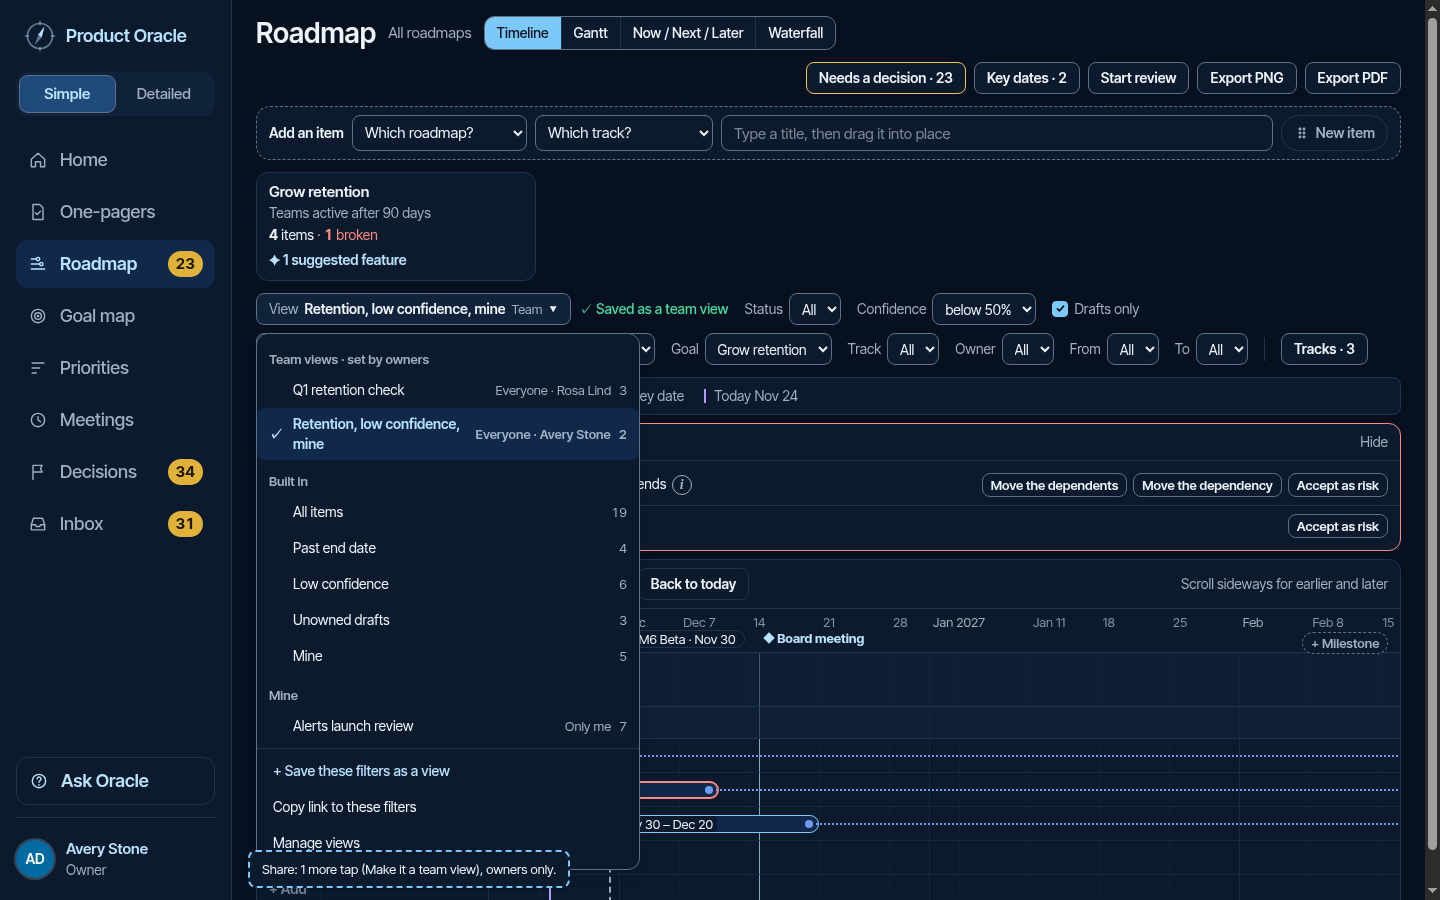 Product Oracle
Simple
Detailed
Home
One-pagers
Roadmap
23
Goal map
Priorities
Meetings
Decisions
34
Inbox
31
Ask Oracle
AD
Avery Stone
Owner
Roadmap
All roadmaps
Timeline
Gantt
Now / Next / Later
Waterfall
Needs a decision · 23
Key dates · 2
Start review
Export PNG
Export PDF
Add an item
Which roadmap?
Which track?
Type a title, then drag it into place
New item
Grow retention
Teams active after 90 days
4 items · 1 broken
1 suggested feature
View Retention, low confidence, mine Team
✓ Saved as a team view
Status
All
Confidence
below 50%
Drafts only
Goal
Grow retention
Track
All
Owner
All
From
All
To
All
Tracks · 3
Team views · set by owners
Q1 retention check
Everyone · Rosa Lind 3
✓ Retention, low confidence, mine
Everyone · Avery Stone 2
Built in
All items 19
Past end date 4
Low confidence 6
Unowned drafts 3
Mine 5
Mine
Alerts launch review
Only me 7
+ Save these filters as a view
Copy link to these filters
Manage views
Share: 1 more tap (Make it a team view), owners only.
+ Add
ey date
Today Nov 24
Hide
ends
i
Move the dependents
Move the dependency
Accept as risk
Accept as risk
Back to today
Scroll sideways for earlier and later
c
Dec 7
14
21
28
Jan 2027
Jan 11
18
25
Feb
Feb 8
15
M6 Beta · Nov 30
Board meeting
+ Milestone
30 – Dec 20